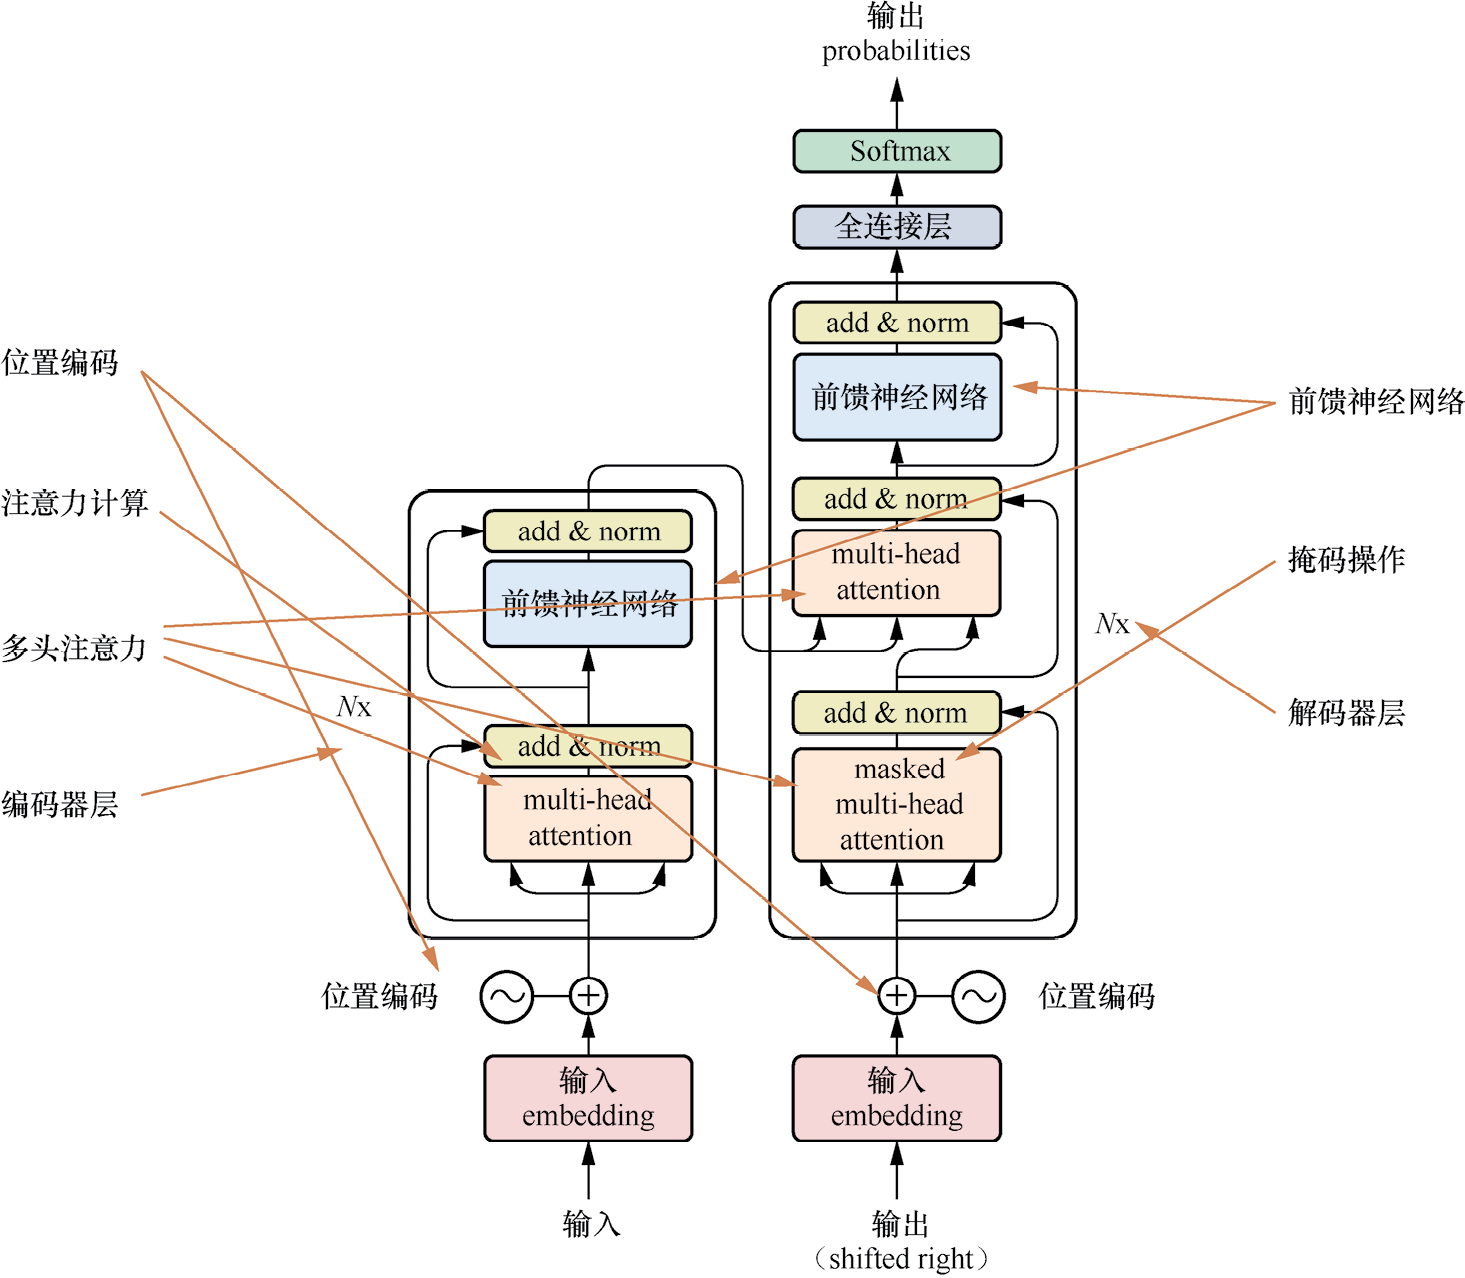 输出
probabilities
Softmax
全连接层
add & norm
前馈神经网络
add & norm
multi-head
attention
add & norm
masked
multi-head
attention
Nx
位置编码
输入
embedding
输出
（shifted right）
add & norm
前馈神经网络
Nx
add & norm
multi-head
attention
位置编码
输入
embedding
输入
位置编码
注意力计算
多头注意力
编码器层
前馈神经网络
掩码操作
解码器层